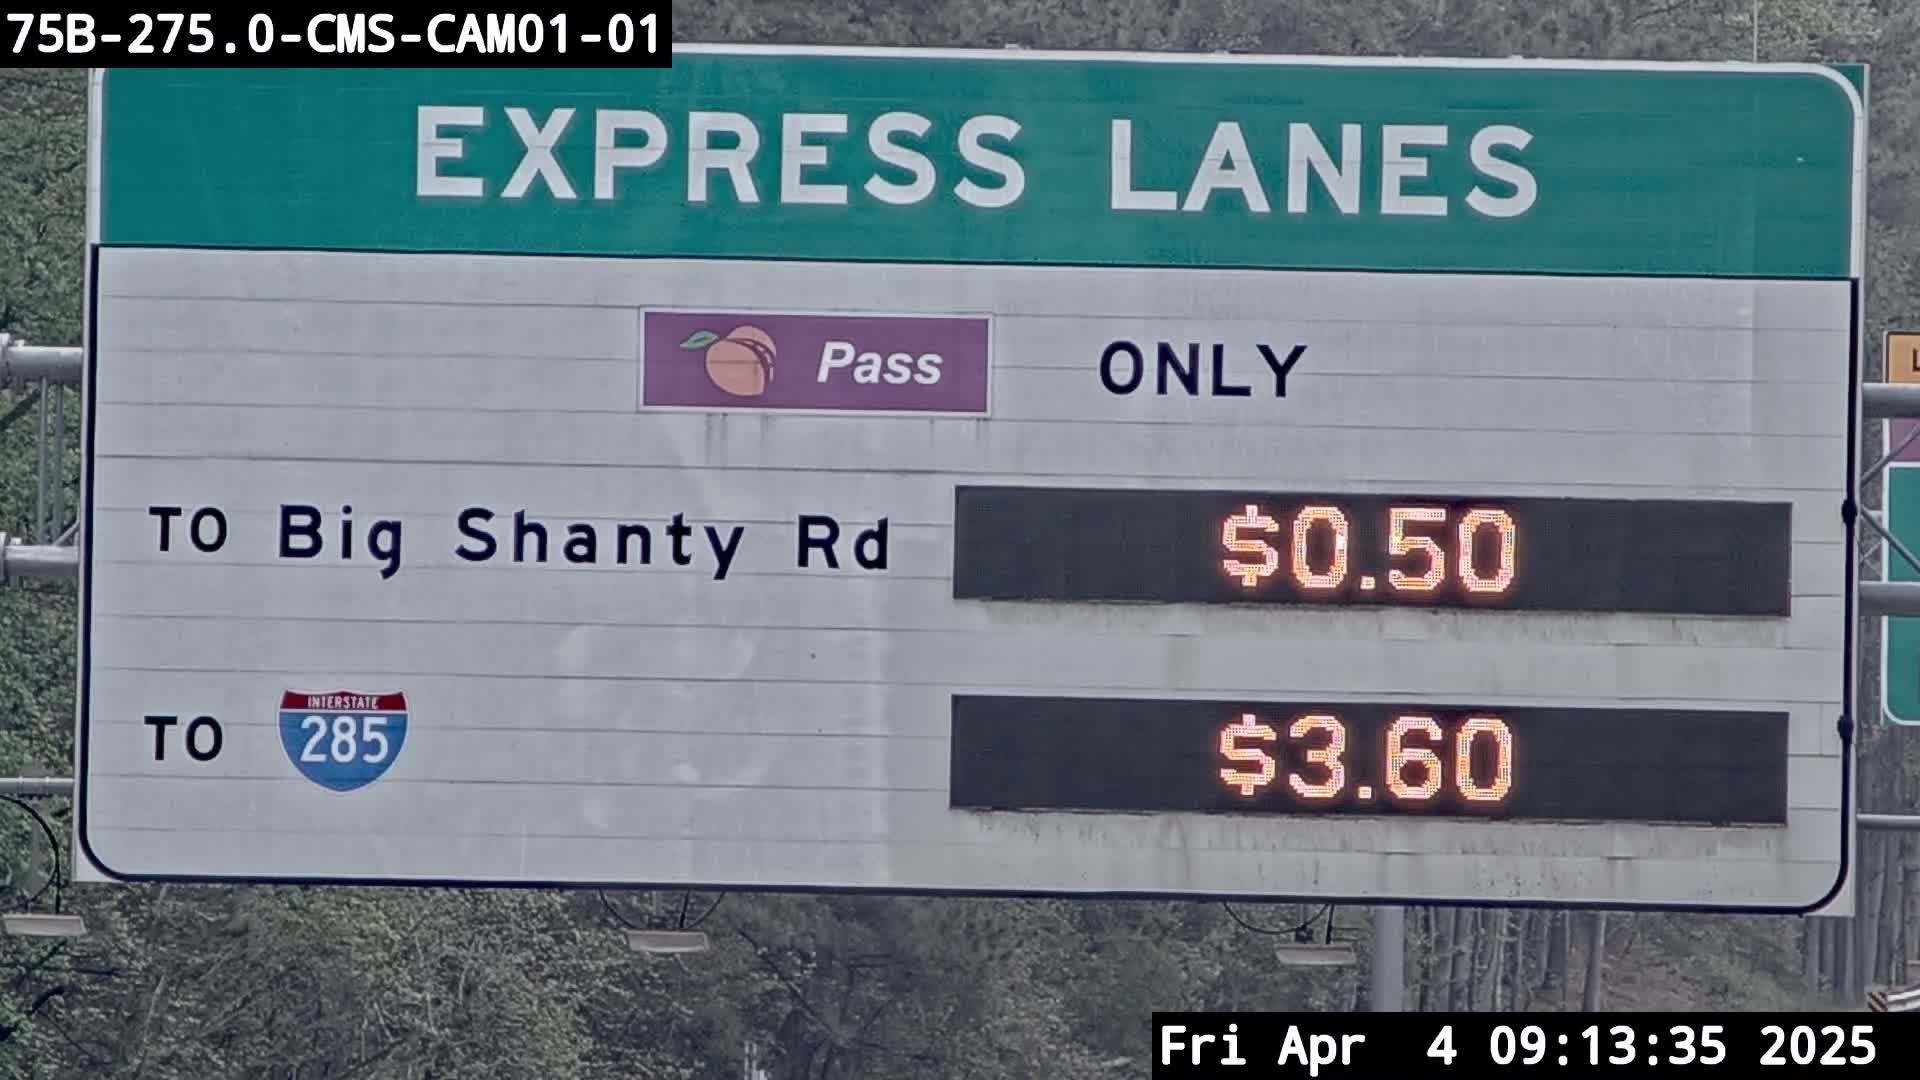 75B-275.0-CMS-CAM01-01
EXPRESS LANES
Pass ONLY
TO Big Shanty Rd $0.50
TO INTERSTATE 285 $3.60
Fri Apr 4 09:13:35 2025